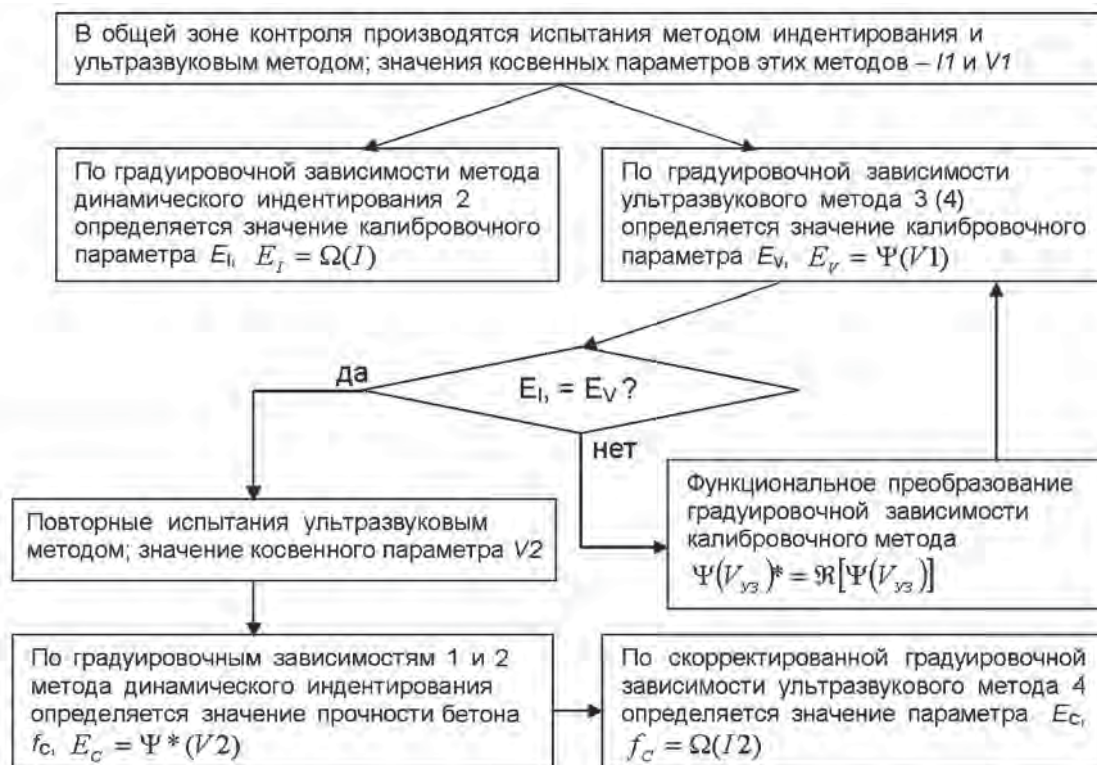 В общей зоне контроля производятся испытания методом индентирования и
ультразвуковым методом; значения косвенных параметров этих методов – I1 и V1
По градуировочной зависимости метода
динамического индентирования 2
определяется значение калибровочного
параметра E_I, E_I = Ω(I)
По градуировочной зависимости
ультразвукового метода 3 (4)
определяется значение калибровочного
параметра E_V, E_V = Ψ(V1)
E_I, = E_V ?
да
нет
Функциональное преобразование
градуировочной зависимости
калибровочного метода
Ψ(V_уз)* = ℜ[Ψ(V_уз)]
Повторные испытания ультразвуковым
методом; значение косвенного параметра V2
По градуировочным зависимостям 1 и 2
метода динамического индентирования
определяется значение прочности бетона
f_C, E_C = Ψ*(V2)
По скорректированной градуировочной
зависимости ультразвукового метода 4
определяется значение параметра E_C,
f_C = Ω(I2)